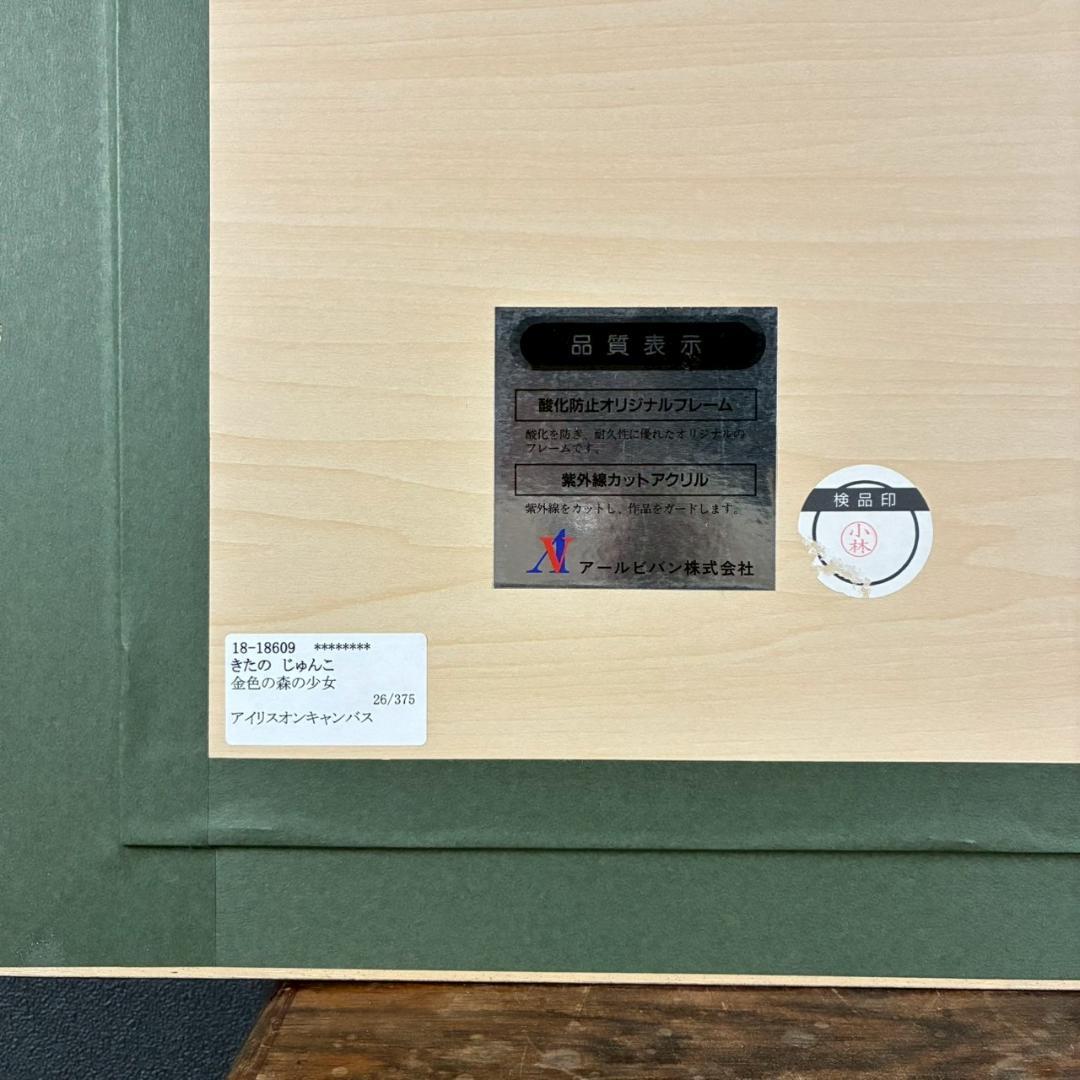 品質表示
酸化防止オリジナルフレーム
酸化を防ぎ、耐久性に優れたオリジナルの
フレームです。
紫外線カットアクリル
紫外線をカットし、作品をガードします。
AV アールビバン株式会社
検品印
小林
18-18609 ********
きたの じゅんこ
金色の森の少女
26/375
アイリスオンキャンバス